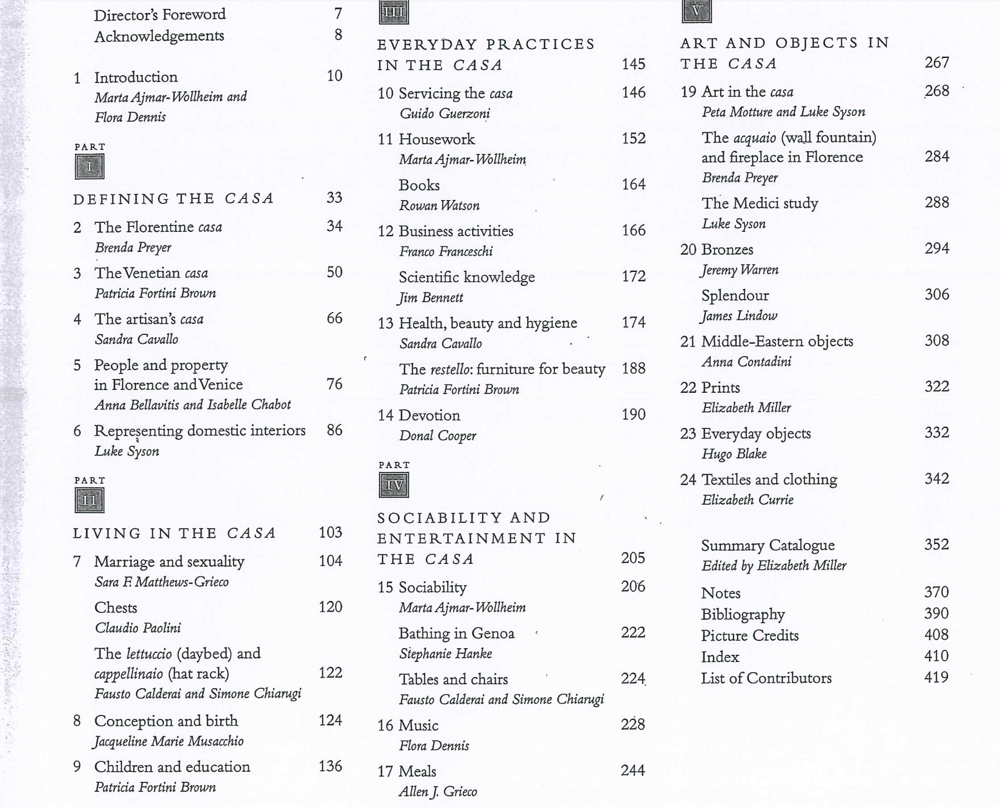 Director's Foreword 7
Acknowledgements 8
1 Introduction 10
Marta Ajmar-Wollheim and
Flora Dennis
PART
I
DEFINING THE CASA 33
2 The Florentine casa 34
Brenda Preyer
3 The Venetian casa 50
Patricia Fortini Brown
4 The artisan's casa 66
Sandra Cavallo
5 People and property
in Florence and Venice 76
Anna Bellavitis and Isabelle Chabot
6 Representing domestic interiors 86
Luke Syson
PART
II
LIVING IN THE CASA 103
7 Marriage and sexuality 104
Sara F. Matthews-Grieco
Chests 120
Claudio Paolini
The lettuccio (daybed) and
cappellinaio (hat rack) 122
Fausto Calderai and Simone Chiarugi
8 Conception and birth 124
Jacqueline Marie Musacchio
9 Children and education 136
Patricia Fortini Brown
III
EVERYDAY PRACTICES
IN THE CASA 145
10 Servicing the casa 146
Guido Guerzoni
11 Housework 152
Marta Ajmar-Wollheim
Books 164
Rowan Watson
12 Business activities 166
Franco Franceschi
Scientific knowledge 172
Jim Bennett
13 Health, beauty and hygiene 174
Sandra Cavallo
The restello: furniture for beauty 188
Patricia Fortini Brown
14 Devotion 190
Donal Cooper
PART
IV
SOCIABILITY AND
ENTERTAINMENT IN
THE CASA 205
15 Sociability 206
Marta Ajmar-Wollheim
Bathing in Genoa 222
Stephanie Hanke
Tables and chairs 224
Fausto Calderai and Simone Chiarugi
16 Music 228
Flora Dennis
17 Meals 244
Allen J. Grieco
V
ART AND OBJECTS IN
THE CASA 267
19 Art in the casa 268
Peta Motture and Luke Syson
The acquaio (wall fountain)
and fireplace in Florence 284
Brenda Preyer
The Medici study 288
Luke Syson
20 Bronzes 294
Jeremy Warren
Splendour 306
James Lindow
21 Middle-Eastern objects 308
Anna Contadini
22 Prints 322
Elizabeth Miller
23 Everyday objects 332
Hugo Blake
24 Textiles and clothing 342
Elizabeth Currie
Summary Catalogue 352
Edited by Elizabeth Miller
Notes 370
Bibliography 390
Picture Credits 408
Index 410
List of Contributors 419